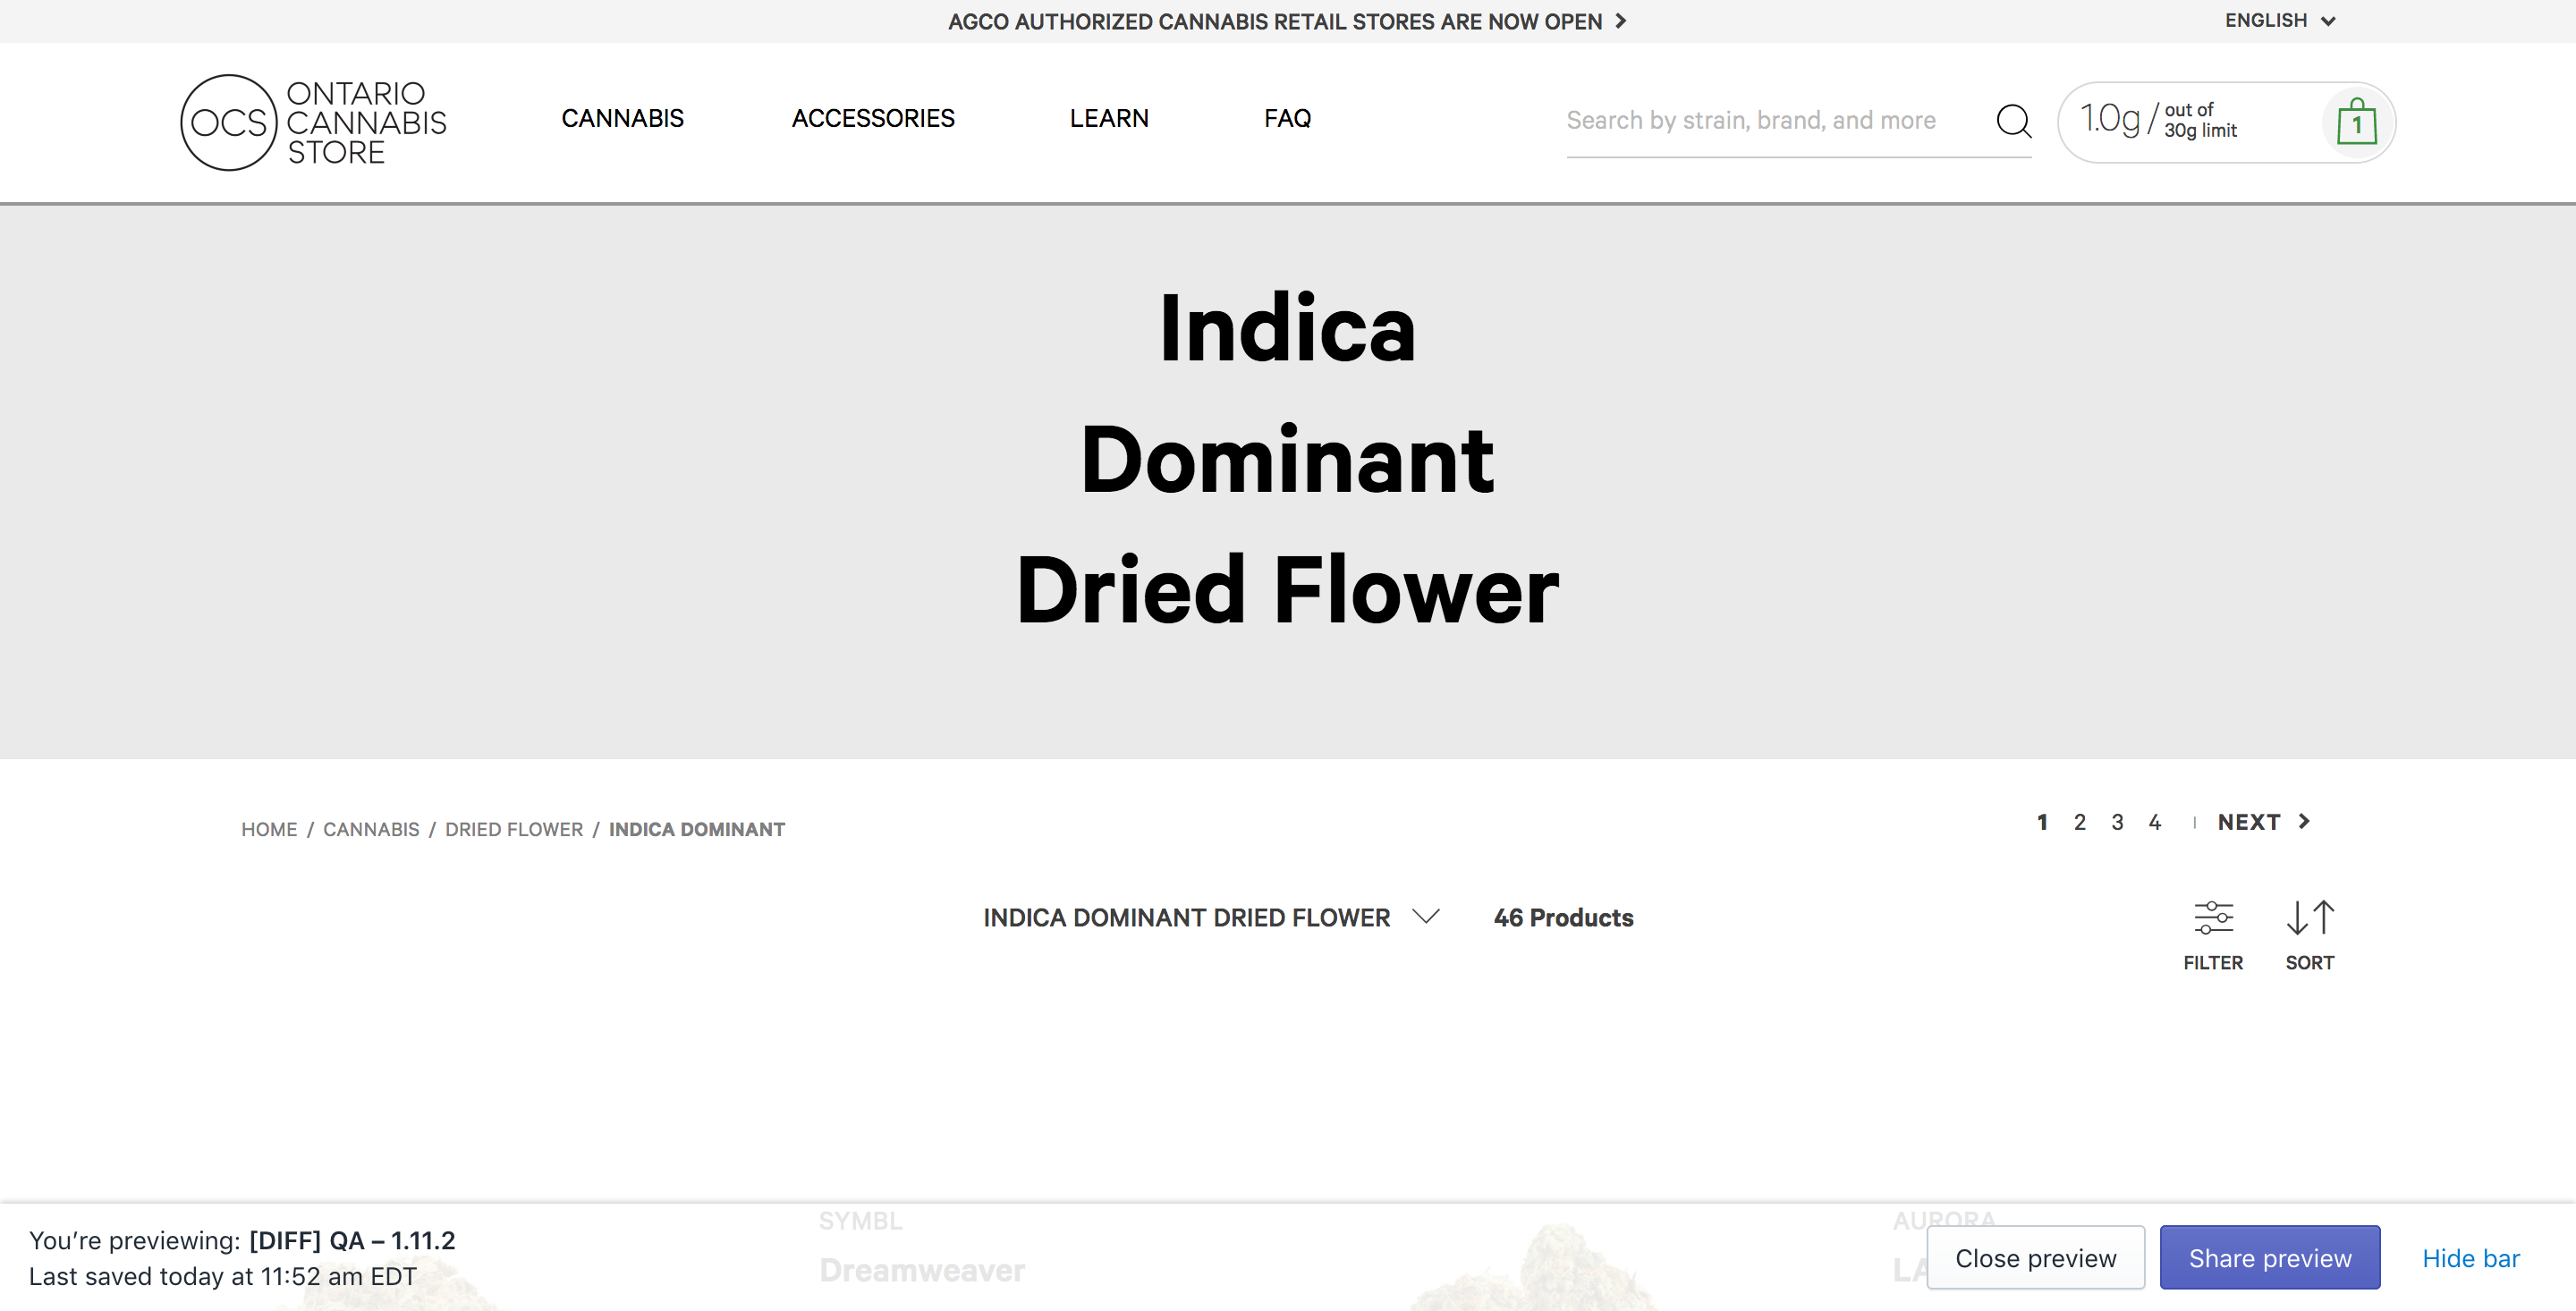 AGCO AUTHORIZED CANNABIS RETAIL STORES ARE NOW OPEN
ENGLISH
OCS
ONTARIO
CANNABIS
STORE
CANNABIS
ACCESSORIES
LEARN
FAQ
Search by strain, brand, and more
1.0g / out of
30g limit
1
Indica
Dominant
Dried Flower
HOME / CANNABIS / DRIED FLOWER / INDICA DOMINANT
1 2 3 4 | NEXT
INDICA DOMINANT DRIED FLOWER
46 Products
FILTER
SORT
SYMBL
Dreamweaver
AURORA
You're previewing: [DIFF] QA – 1.11.2
Last saved today at 11:52 am EDT
Close preview
Share preview
Hide bar